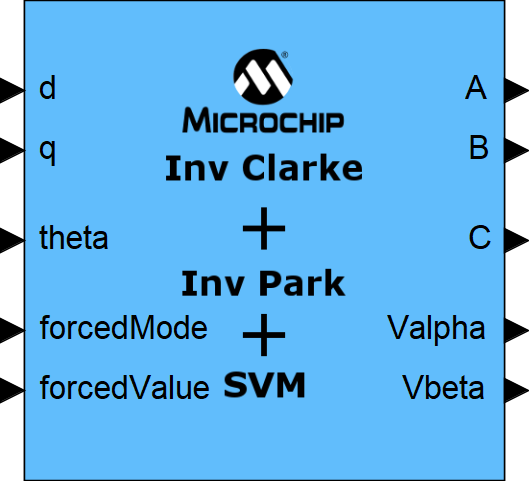 d
A
MICROCHIP
q
B
Inv Clarke
theta
+
C
Inv Park
forcedMode
+
Valpha
forcedValue
SVM
Vbeta